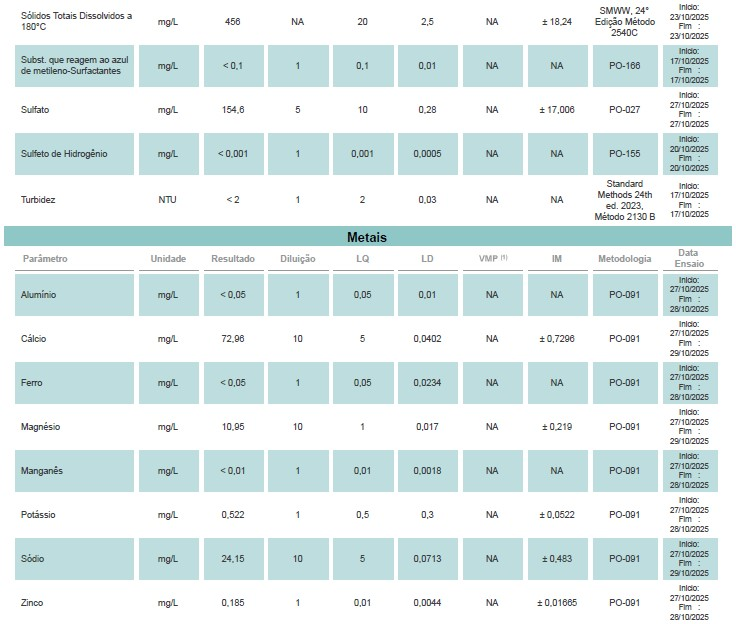 Sólidos Totais Dissolvidos a 180°C mg/L 456 NA 20 2,5 NA ± 18,24 SMWW, 24° Edição Método 2540C Início: 23/10/2025 Fim : 23/10/2025
Subst. que reagem ao azul de metileno-Surfactantes mg/L < 0,1 1 0,1 0,01 NA NA PO-166 Início: 17/10/2025 Fim : 17/10/2025
Sulfato mg/L 154,6 5 10 0,28 NA ± 17,006 PO-027 Início: 27/10/2025 Fim : 27/10/2025
Sulfeto de Hidrogênio mg/L < 0,001 1 0,001 0,0005 NA NA PO-155 Início: 20/10/2025 Fim : 20/10/2025
Turbidez NTU < 2 1 2 0,03 NA NA Standard Methods 24th ed. 2023, Método 2130 B Início: 17/10/2025 Fim : 17/10/2025
Metais
Parâmetro Unidade Resultado Diluição LQ LD VMP (1) IM Metodologia Data Ensaio
Alumínio mg/L < 0,05 1 0,05 0,01 NA NA PO-091 Início: 27/10/2025 Fim : 28/10/2025
Cálcio mg/L 72,96 10 5 0,0402 NA ± 0,7296 PO-091 Início: 27/10/2025 Fim : 29/10/2025
Ferro mg/L < 0,05 1 0,05 0,0234 NA NA PO-091 Início: 27/10/2025 Fim : 28/10/2025
Magnésio mg/L 10,95 10 1 0,017 NA ± 0,219 PO-091 Início: 27/10/2025 Fim : 29/10/2025
Manganês mg/L < 0,01 1 0,01 0,0018 NA NA PO-091 Início: 27/10/2025 Fim : 28/10/2025
Potássio mg/L 0,522 1 0,5 0,3 NA ± 0,0522 PO-091 Início: 27/10/2025 Fim : 28/10/2025
Sódio mg/L 24,15 10 5 0,0713 NA ± 0,483 PO-091 Início: 27/10/2025 Fim : 29/10/2025
Zinco mg/L 0,185 1 0,01 0,0044 NA ± 0,01665 PO-091 Início: 27/10/2025 Fim : 28/10/2025